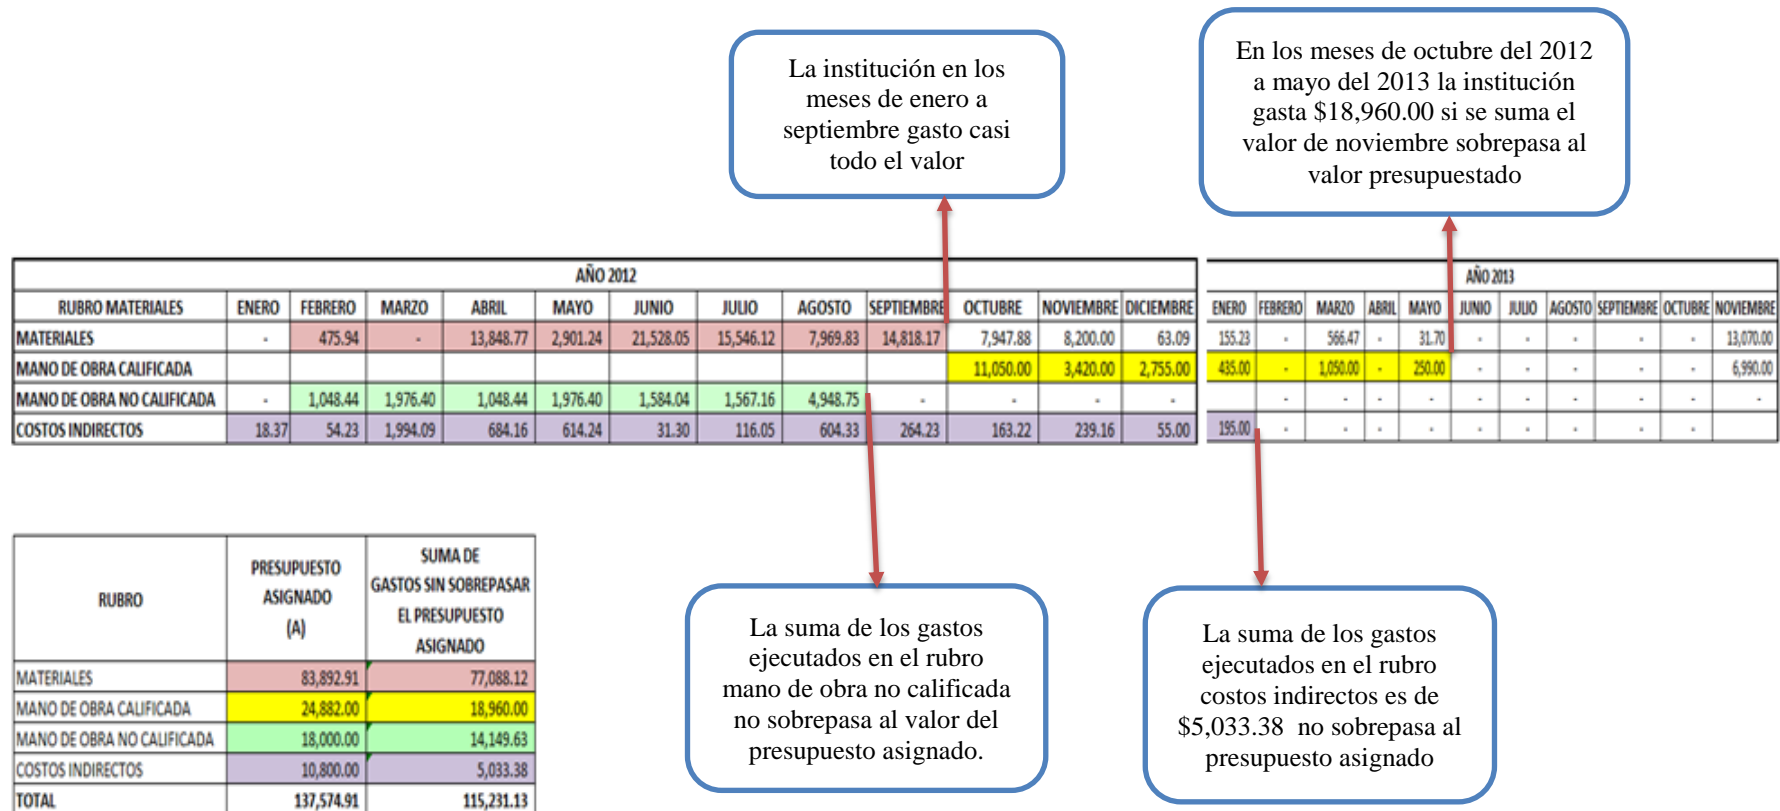 La institución en los
meses de enero a
septiembre gasto casi
todo el valor
En los meses de octubre del 2012
a mayo del 2013 la institución
gasta $18,960.00 si se suma el
valor de noviembre sobrepasa al
valor presupuestado
AÑO 2012
RUBRO MATERIALES ENERO FEBRERO MARZO ABRIL MAYO JUNIO JULIO AGOSTO SEPTIEMBRE OCTUBRE NOVIEMBRE DICIEMBRE
MATERIALES - 475.94 - 13,848.77 2,901.24 21,528.05 15,546.12 7,969.83 14,818.17 7,947.88 8,200.00 63.09
MANO DE OBRA CALIFICADA 11,050.00 3,420.00 2,755.00
MANO DE OBRA NO CALIFICADA - 1,048.44 1,976.40 1,048.44 1,976.40 1,584.04 1,567.16 4,948.75 - - - -
COSTOS INDIRECTOS 18.37 54.23 1,994.09 684.16 614.24 31.30 116.05 604.33 264.23 163.22 239.16 55.00
AÑO 2013
ENERO FEBRERO MARZO ABRIL MAYO JUNIO JULIO AGOSTO SEPTIEMBRE OCTUBRE NOVIEMBRE
155.23 - 566.47 - 31.70 - - - - - 13,070.00
435.00 - 1,050.00 - 250.00 - - - - - 6,990.00
- - - - - - - - - -
195.00 - - - - - - - - - -
RUBRO
PRESUPUESTO
ASIGNADO
(A)
SUMA DE
GASTOS SIN SOBREPASAR
EL PRESUPUESTO
ASIGNADO
MATERIALES 83,892.91 77,088.12
MANO DE OBRA CALIFICADA 24,882.00 18,960.00
MANO DE OBRA NO CALIFICADA 18,000.00 14,149.63
COSTOS INDIRECTOS 10,800.00 5,033.38
TOTAL 137,574.91 115,231.13
La suma de los gastos
ejecutados en el rubro
mano de obra no calificada
no sobrepasa al valor del
presupuesto asignado.
La suma de los gastos
ejecutados en el rubro
costos indirectos es de
$5,033.38 no sobrepasa al
presupuesto asignado